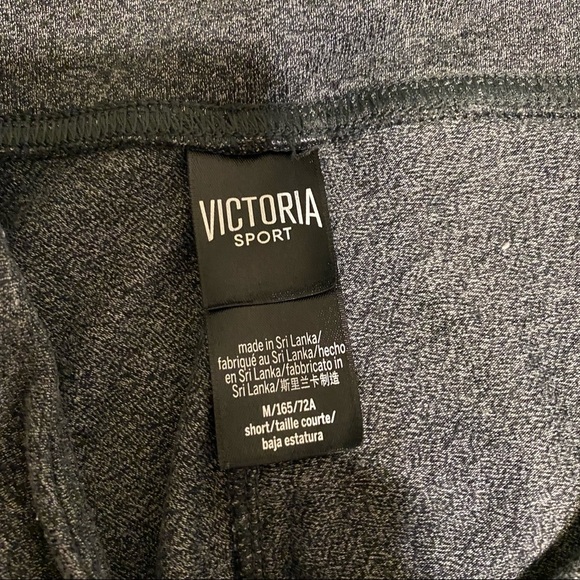 VICTORIA
SPORT
made in Sri Lanka/
fabriqué au Sri Lanka/hecho
en Sri Lanka/fabbricato in
Sri Lanka/斯里兰卡制造
M/165/72A
short/taille courte/
baja estatura